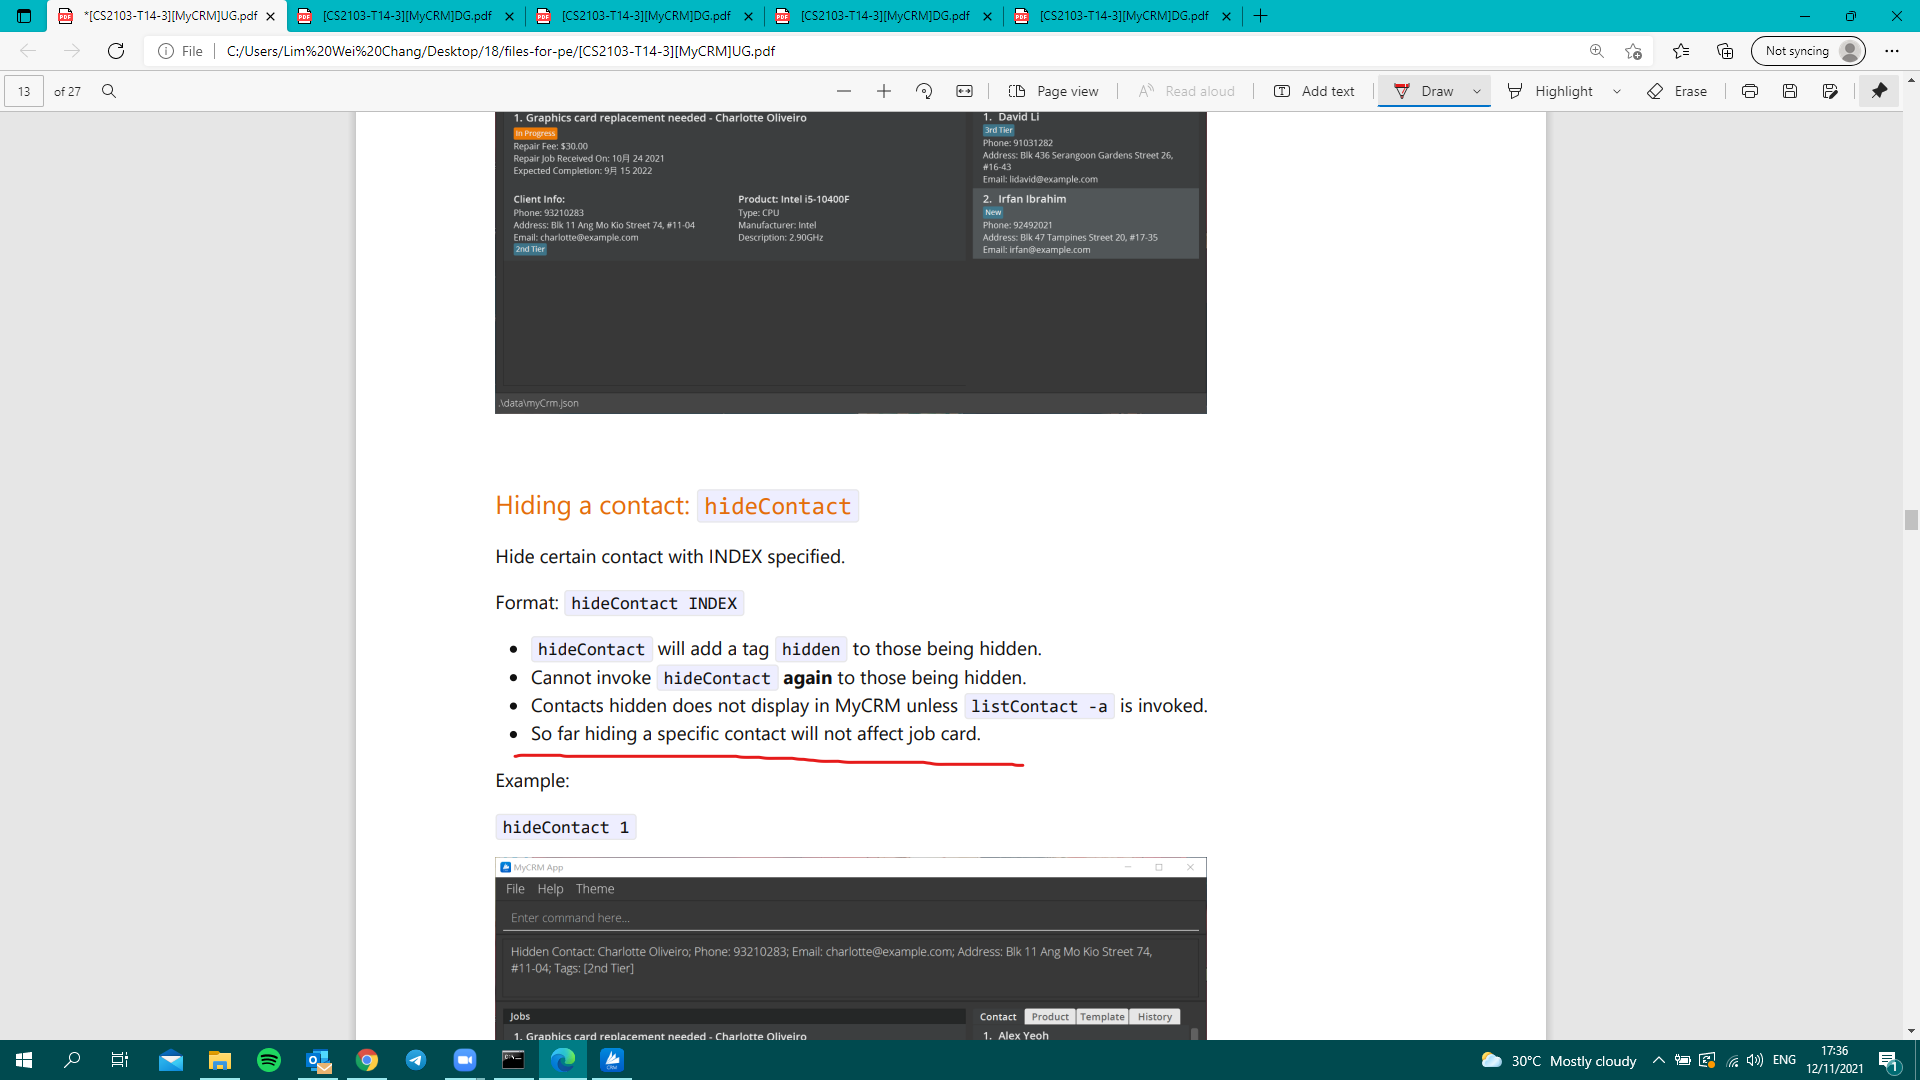 *[CS2103-T14-3][MyCRM]UG.pdf
[CS2103-T14-3][MyCRM]DG.pdf
[CS2103-T14-3][MyCRM]DG.pdf
[CS2103-T14-3][MyCRM]DG.pdf
[CS2103-T14-3][MyCRM]DG.pdf
File
C:/Users/Lim%20Wei%20Chang/Desktop/18/files-for-pe/[CS2103-T14-3][MyCRM]UG.pdf
Not syncing
13 of 27
Page view
Read aloud
Add text
Draw
Highlight
Erase
1. Graphics card replacement needed - Charlotte Oliveiro
In Progress
Repair Fee: $30.00
Repair Job Received On: 10月 24 2021
Expected Completion: 9月 15 2022
Client Info:
Phone: 93210283
Address: Blk 11 Ang Mo Kio Street 74, #11-04
Email: charlotte@example.com
2nd Tier
Product: Intel i5-10400F
Type: CPU
Manufacturer: Intel
Description: 2.90GHz
1. David Li
3rd Tier
Phone: 91031282
Address: Blk 436 Serangoon Gardens Street 26,
#16-43
Email: lidavid@example.com
2. Irfan Ibrahim
New
Phone: 92492021
Address: Blk 47 Tampines Street 20, #17-35
Email: irfan@example.com
.\data\myCrm.json
Hiding a contact: hideContact
Hide certain contact with INDEX specified.
Format: hideContact INDEX
hideContact will add a tag hidden to those being hidden.
Cannot invoke hideContact again to those being hidden.
Contacts hidden does not display in MyCRM unless listContact -a is invoked.
So far hiding a specific contact will not affect job card.
Example:
hideContact 1
MyCRM App
File Help Theme
Enter command here...
Hidden Contact: Charlotte Oliveiro; Phone: 93210283; Email: charlotte@example.com; Address: Blk 11 Ang Mo Kio Street 74,
#11-04; Tags: [2nd Tier]
Jobs
1. Graphics card replacement needed - Charlotte Oliveiro
Contact Product Template History
1. Alex Yeoh
30°C Mostly cloudy
ENG
17:36
12/11/2021
1